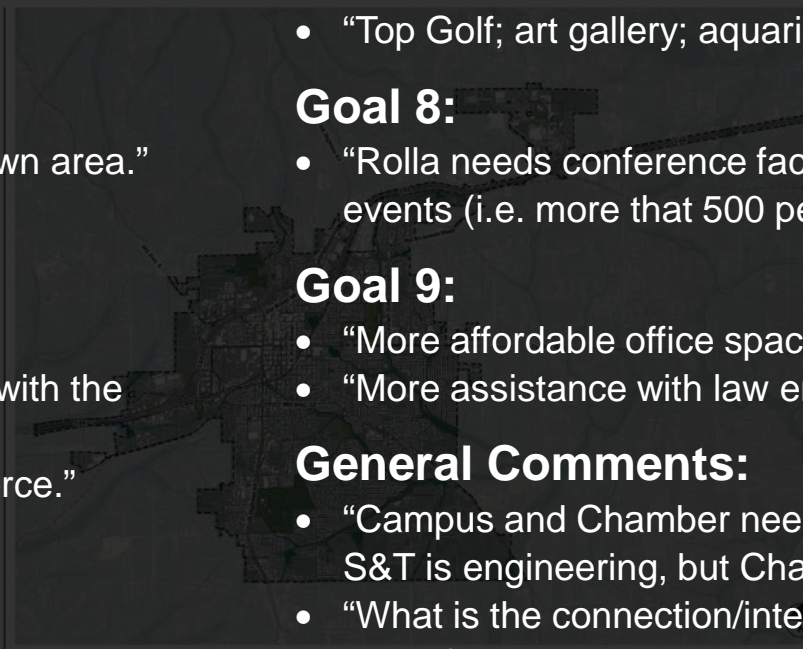 wn area.”
with the
rce.”
• “Top Golf; art gallery; aquari
Goal 8:
• “Rolla needs conference fac
events (i.e. more that 500 pe
Goal 9:
• “More affordable office spac
• “More assistance with law e
General Comments:
• “Campus and Chamber nee
S&T is engineering, but Cha
• “What is the connection/inte